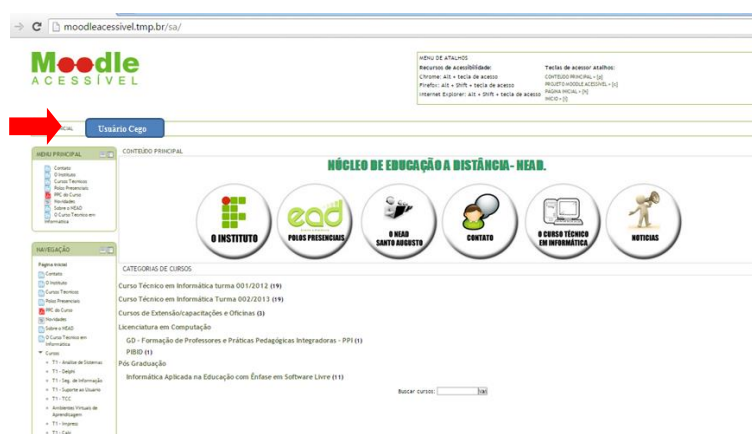 moodleacessivel.tmp.br/sa/
Moodle
ACESSÍVEL
MENU DE ATALHOS
Recursos de Acessibilidade:
Chrome: Alt + tecla de acesso
Firefox: Alt + Shift + tecla de acesso
Internet Explorer: Alt + Shift + tecla de acesso
Teclas de acessor Atalhos:
CONTEÚDO PRINCIPAL - [p]
PROJETO MOODLE ACESSÍVEL - [s]
PÁGINA INICIAL - [h]
INÍCIO - [i]
Usuário Cego
MENU PRINCIPAL
Contato
O Instituto
Cursos Técnicos
Polos Presenciais
PPC do Curso
Novidades
Sobre o NEAD
O Curso Técnico em
Informática
CONTEÚDO PRINCIPAL
NÚCLEO DE EDUCAÇÃO A DISTÂNCIA- NEAD.
O INSTITUTO
ead
POLOS PRESENCIAIS
O NEAD
SANTO AUGUSTO
CONTATO
O CURSO TÉCNICO
EM INFORMÁTICA
NOTICIAS
NAVEGAÇÃO
Página inicial
Contato
O Instituto
Cursos Técnicos
Polos Presenciais
PPC do Curso
Novidades
Sobre o NEAD
O Curso Técnico em
Informática
Cursos
T1 - Análise de Sistemas
T1 - Delphi
T1 - Seg. de Informação
T1 - Suporte ao Usuário
T1 - TCC
Ambientes Virtuais de
Aprendizagem
T1 - Impress
T1 - Calc
CATEGORIAS DE CURSOS
Curso Técnico em Informática turma 001/2012 (19)
Curso Técnico em Informática Turma 002/2013 (19)
Cursos de Extensão/capacitações e Oficinas (3)
Licenciatura em Computação
GD - Formação de Professores e Práticas Pedagógicas Integradoras - PPI (1)
PIBID (1)
Pós Graduação
Informática Aplicada na Educação com Ênfase em Software Livre (11)
Buscar cursos: